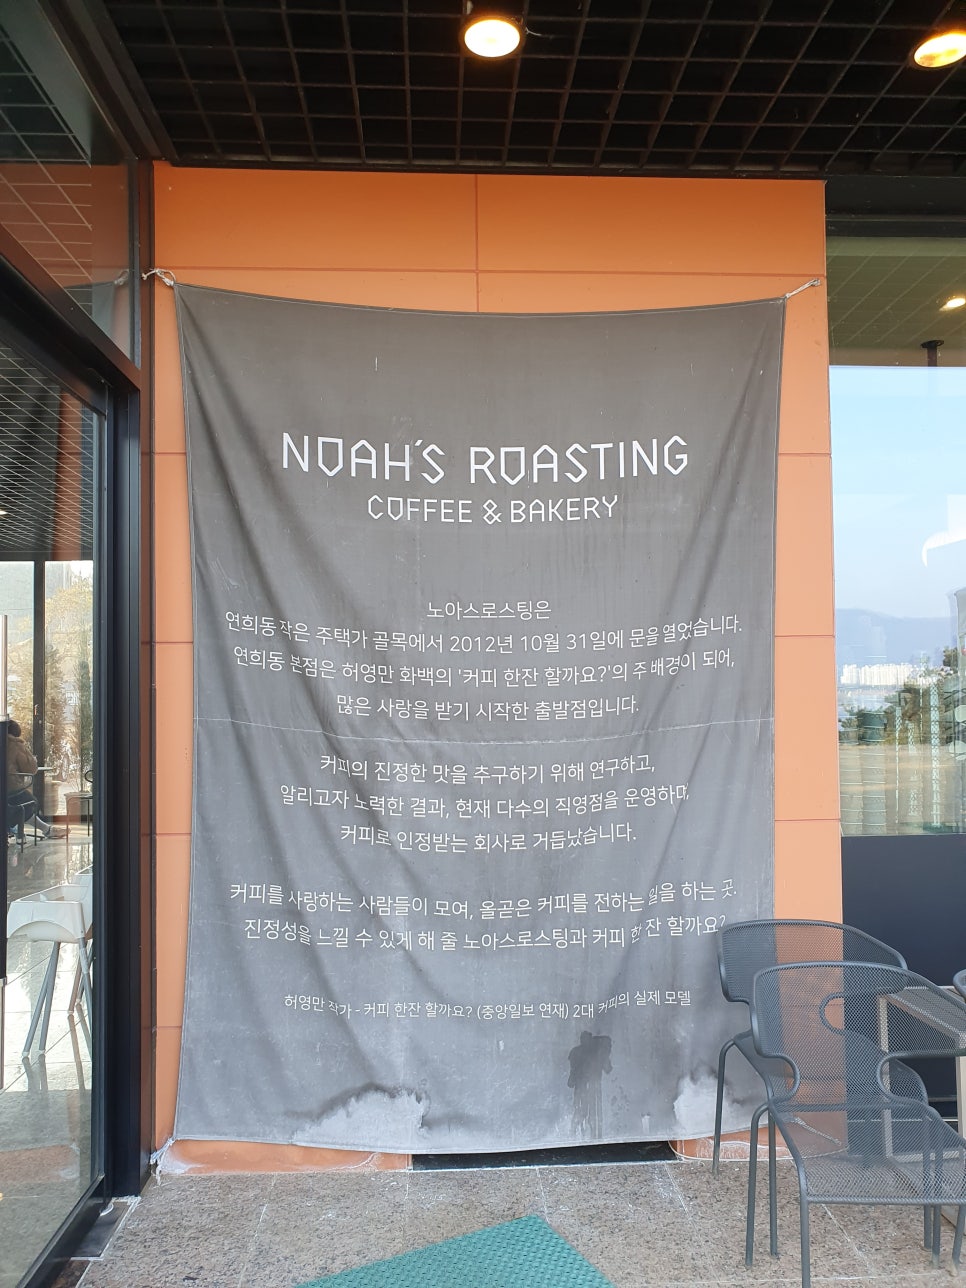 NOAH'S ROASTING
COFFEE & BAKERY
노아스로스팅은
연희동 작은 주택가 골목에서 2012년 10월 31일에 문을 열었습니다.
연희동 본점은 허영만 화백의 '커피 한잔 할까요?'의 주 배경이 되어,
많은 사랑을 받기 시작한 출발점입니다.
커피의 진정한 맛을 추구하기 위해 연구하고,
알리고자 노력한 결과, 현재 다수의 직영점을 운영하며,
커피로 인정받는 회사로 거듭났습니다.
커피를 사랑하는 사람들이 모여, 올곧은 커피를 전하는 일을 하는 곳.
진정성을 느낄 수 있게 해 줄 노아스로스팅과 커피 한 잔 할까요?
허영만 작가 - 커피 한잔 할까요? (중앙일보 연재) 2대 커피의 실제 모델